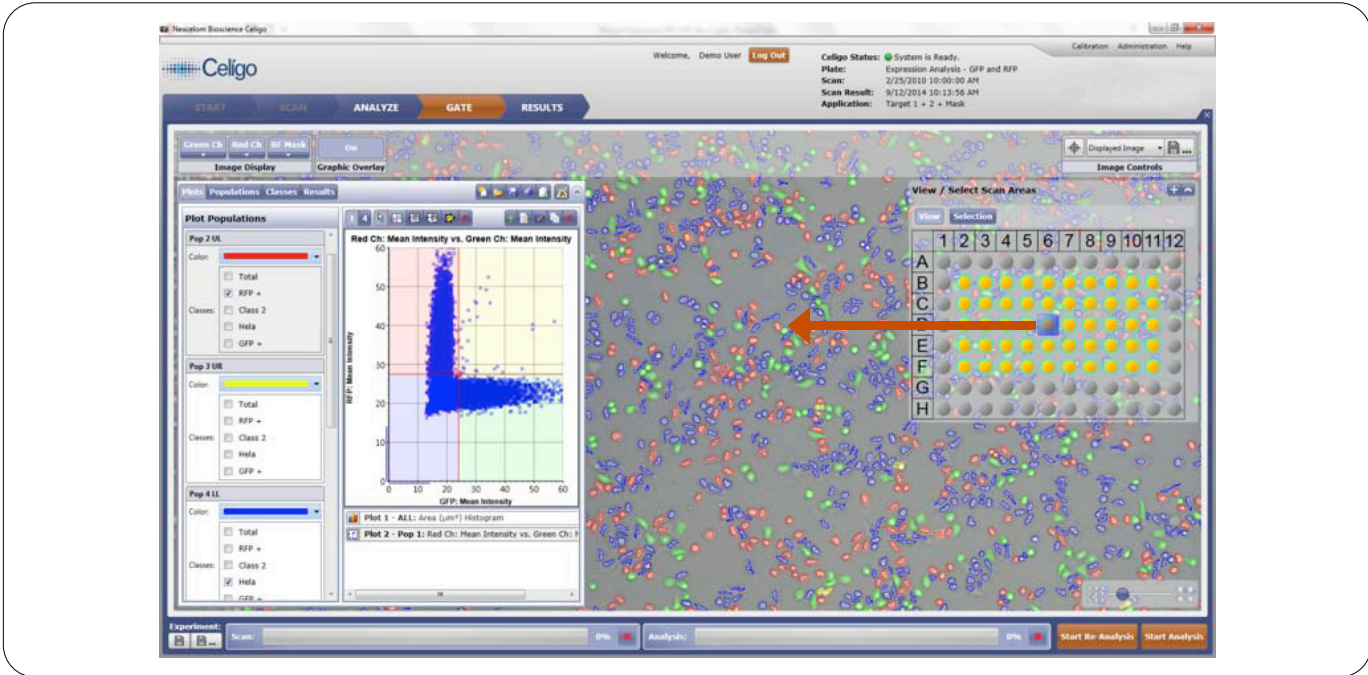 Nexcelom Bioscience Celigo
Calibration Administration Help
Celigo
Welcome, Demo User Log Out
Celigo Status: System is Ready.
Plate: Expression Analysis - GFP and RFP
Scan: 2/25/2010 10:00:00 AM
Scan Result: 9/12/2014 10:13:56 AM
Application: Target 1 + 2 + Mask
START SCAN ANALYZE GATE RESULTS
Green Ch Red Ch BF Mask On
Image Display Graphic Overlay
Displayed Image ...
Image Controls
Plots Populations Classes Results
View / Select Scan Areas
View Selection
Plot Populations
Pop 2 UL
Color:
Classes:
Total
RFP +
Class 2
Hela
GFP +
Pop 3 UR
Color:
Classes:
Total
RFP +
Class 2
Hela
GFP +
Pop 4 LL
Color:
Classes:
Total
RFP +
Class 2
Hela
GFP +
1 4
Red Ch: Mean Intensity vs. Green Ch: Mean Intensity
RFP: Mean Intensity
60
50
40
30
20
10
0
0 10 20 30 40 50 60
GFP: Mean Intensity
Plot 1 - ALL: Area (µm²) Histogram
Plot 2 - Pop 1: Red Ch: Mean Intensity vs. Green Ch:
1 2 3 4 5 6 7 8 9 10 11 12
A
B
C
D
E
F
G
H
Experiment:
Scan: 0% Analysis: 0% Start Re-Analysis Start Analysis